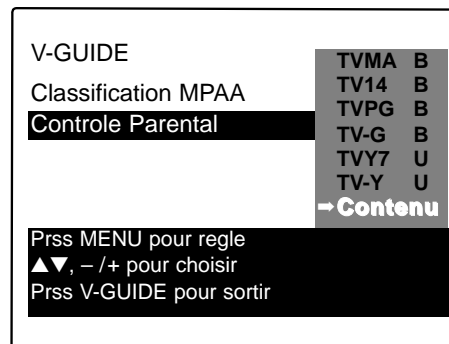 V-GUIDE
Classification MPAA
Controle Parental
TVMA B
TV14 B
TVPG B
TV-G B
TVY7 U
TV-Y U
➡Contenu
Prss MENU pour regle
▲▼, – /+ pour choisir
Prss V-GUIDE pour sortir